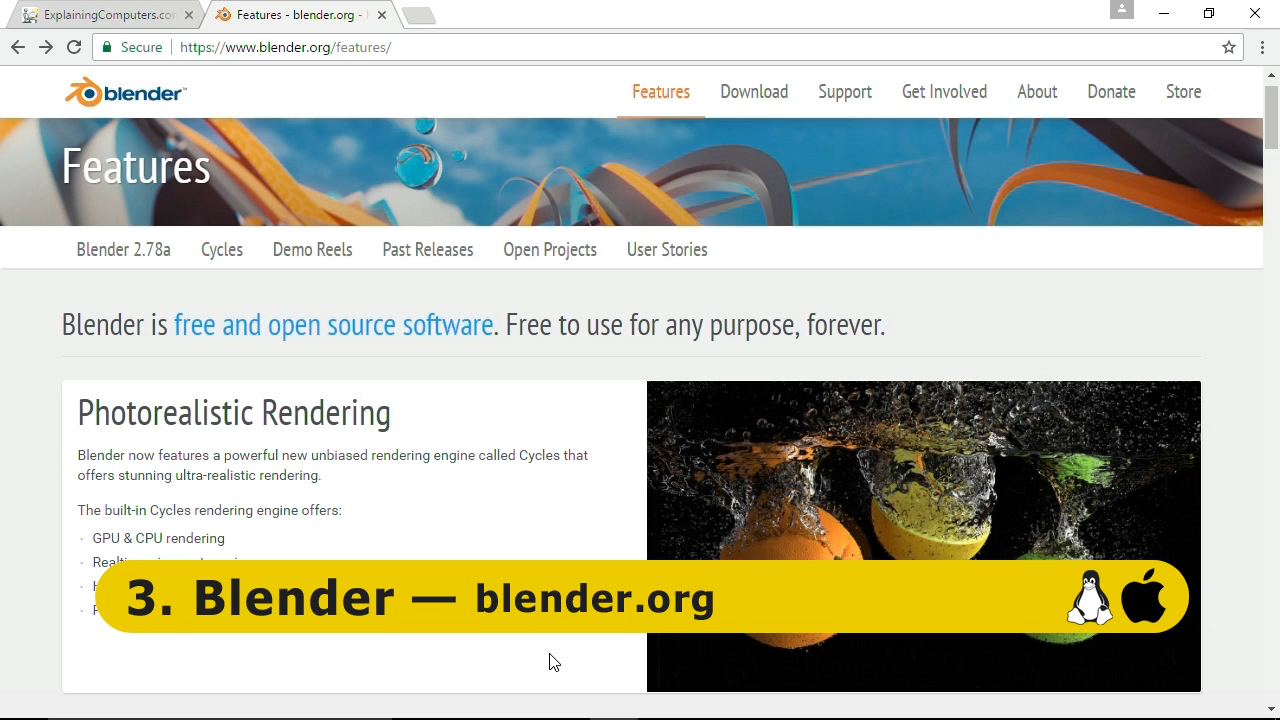 ExplainingComputers.co
Features - blender.org -
Secure
https://www.blender.org/features/
blender™
Features
Download
Support
Get Involved
About
Donate
Store
Features
Blender 2.78a
Cycles
Demo Reels
Past Releases
Open Projects
User Stories
Blender is free and open source software. Free to use for any purpose, forever.
Photorealistic Rendering
Blender now features a powerful new unbiased rendering engine called Cycles that
offers stunning ultra-realistic rendering.
The built-in Cycles rendering engine offers:
· GPU & CPU rendering
3. Blender — blender.org